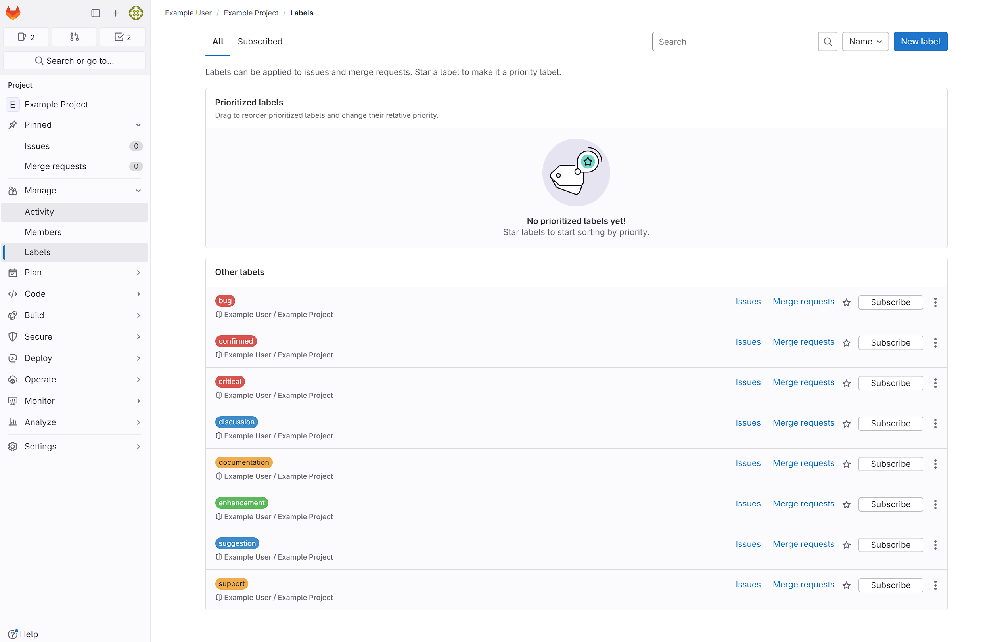 Example User / Example Project / Labels
2
2
Search or go to...
Project
E Example Project
Pinned
Issues 0
Merge requests 0
Manage
Activity
Members
Labels
Plan
Code
Build
Secure
Deploy
Operate
Monitor
Analyze
Settings
Help
All Subscribed Search Name New label
Labels can be applied to issues and merge requests. Star a label to make it a priority label.
Prioritized labels
Drag to reorder prioritized labels and change their relative priority.
No prioritized labels yet!
Star labels to start sorting by priority.
Other labels
bug Issues Merge requests Subscribe
Example User / Example Project
confirmed Issues Merge requests Subscribe
Example User / Example Project
critical Issues Merge requests Subscribe
Example User / Example Project
discussion Issues Merge requests Subscribe
Example User / Example Project
documentation Issues Merge requests Subscribe
Example User / Example Project
enhancement Issues Merge requests Subscribe
Example User / Example Project
suggestion Issues Merge requests Subscribe
Example User / Example Project
support Issues Merge requests Subscribe
Example User / Example Project